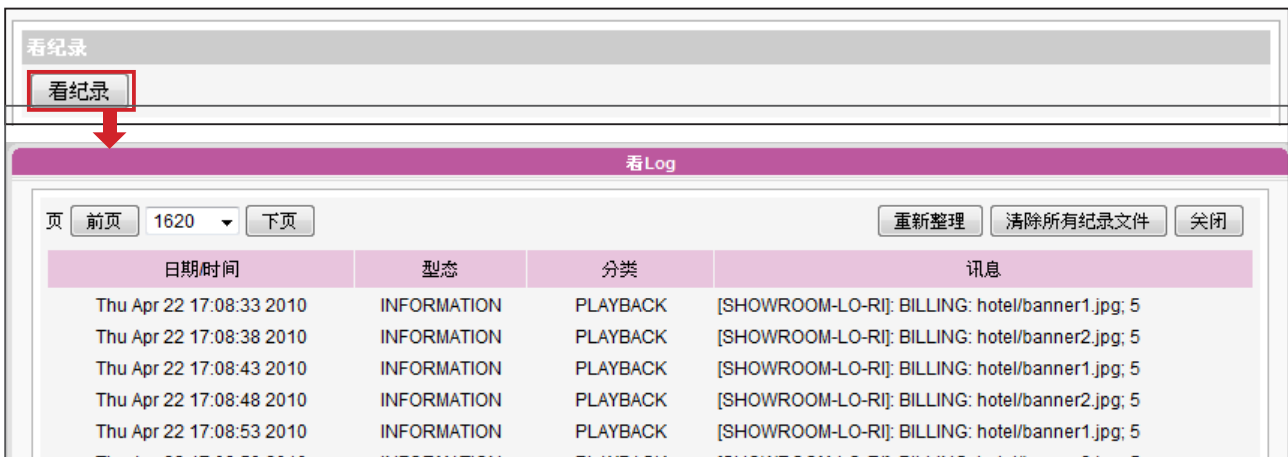 看纪录
看纪录
看Log
页 前页 1620 下页 重新整理 清除所有纪录文件 关闭
日期/时间 型态 分类 讯息
Thu Apr 22 17:08:33 2010 INFORMATION PLAYBACK [SHOWROOM-LO-RI]: BILLING: hotel/banner1.jpg; 5
Thu Apr 22 17:08:38 2010 INFORMATION PLAYBACK [SHOWROOM-LO-RI]: BILLING: hotel/banner2.jpg; 5
Thu Apr 22 17:08:43 2010 INFORMATION PLAYBACK [SHOWROOM-LO-RI]: BILLING: hotel/banner1.jpg; 5
Thu Apr 22 17:08:48 2010 INFORMATION PLAYBACK [SHOWROOM-LO-RI]: BILLING: hotel/banner2.jpg; 5
Thu Apr 22 17:08:53 2010 INFORMATION PLAYBACK [SHOWROOM-LO-RI]: BILLING: hotel/banner1.jpg; 5